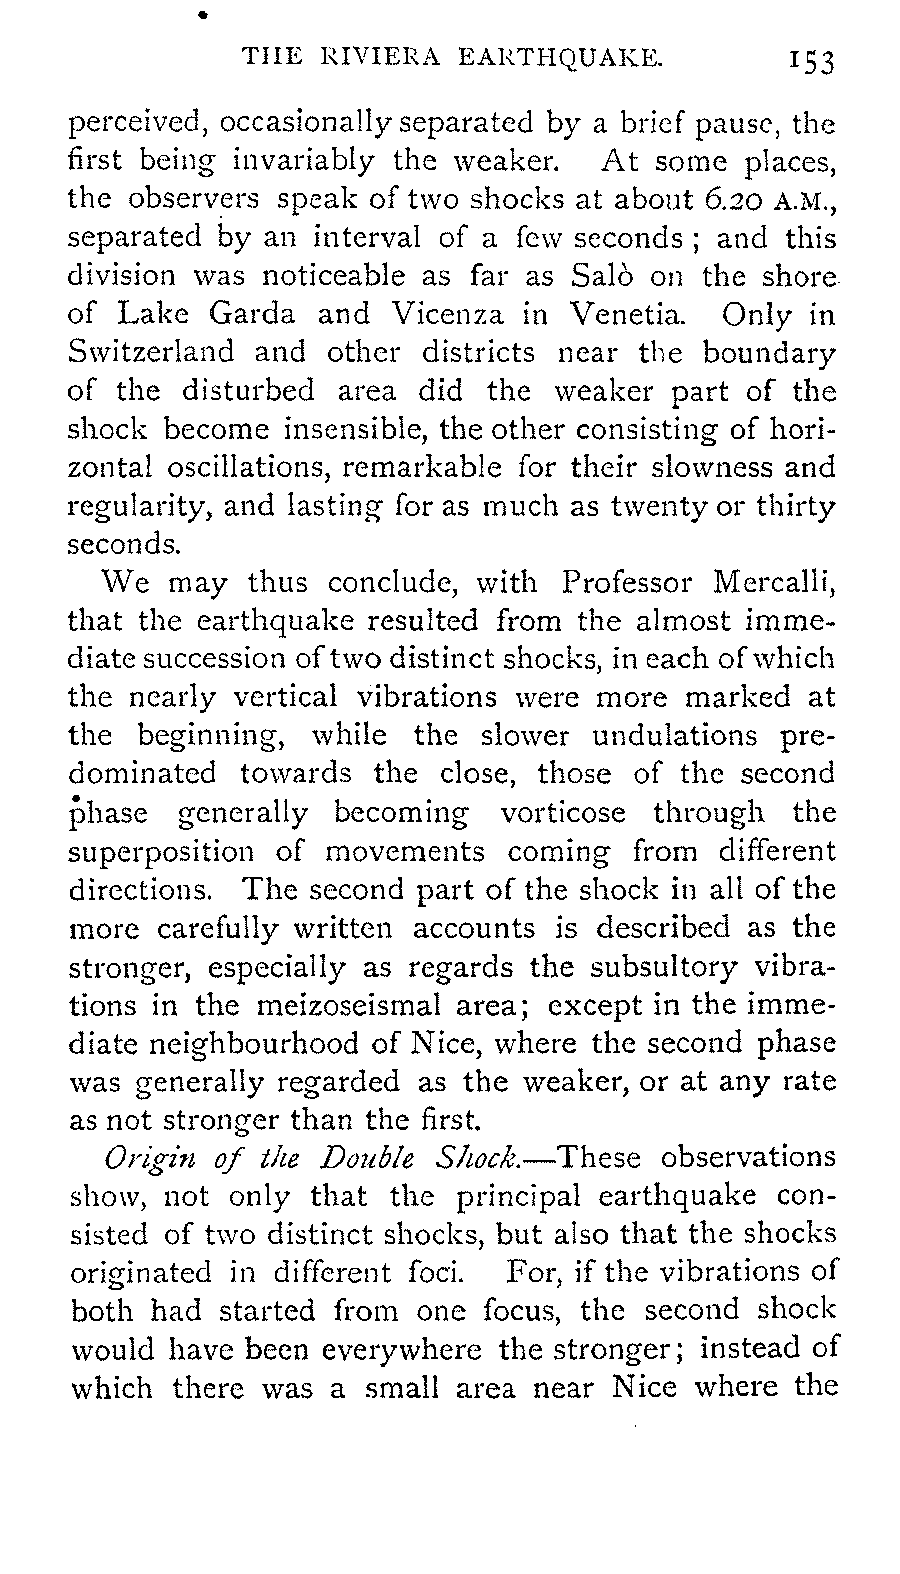 THE RIVIERA EARTHQUAKE. 153
perceived, occasionally separated by a brief pause, the
first being invariably the weaker. At some places,
the observers speak of two shocks at about 6.20 A.M.,
separated by an interval of a few seconds ; and this
division was noticeable as far as Salò on the shore
of Lake Garda and Vicenza in Venetia. Only in
Switzerland and other districts near the boundary
of the disturbed area did the weaker part of the
shock become insensible, the other consisting of hori-
zontal oscillations, remarkable for their slowness and
regularity, and lasting for as much as twenty or thirty
seconds.
We may thus conclude, with Professor Mercalli,
that the earthquake resulted from the almost imme-
diate succession of two distinct shocks, in each of which
the nearly vertical vibrations were more marked at
the beginning, while the slower undulations pre-
dominated towards the close, those of the second
phase generally becoming vorticose through the
superposition of movements coming from different
directions. The second part of the shock in all of the
more carefully written accounts is described as the
stronger, especially as regards the subsultory vibra-
tions in the meizoseismal area; except in the imme-
diate neighbourhood of Nice, where the second phase
was generally regarded as the weaker, or at any rate
as not stronger than the first.
Origin of the Double Shock.—These observations
show, not only that the principal earthquake con-
sisted of two distinct shocks, but also that the shocks
originated in different foci. For, if the vibrations of
both had started from one focus, the second shock
would have been everywhere the stronger; instead of
which there was a small area near Nice where the